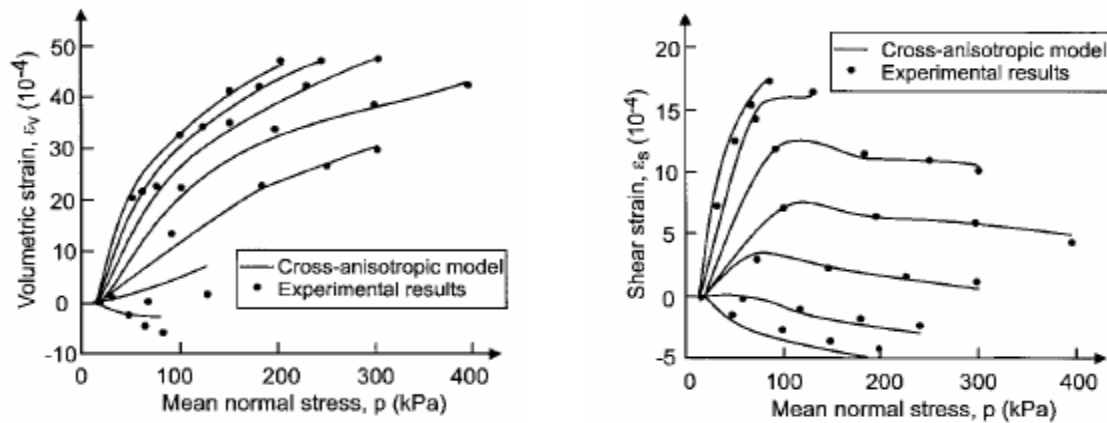 Volumetric strain, εv (10-4)
50
40
30
20
10
0
-10
0
100
200
300
400
Mean normal stress, p (kPa)
Cross-anisotropic model
Experimental results
Shear strain, εs (10-4)
20
15
10
5
0
-5
0
100
200
300
400
Mean normal stress, p (kPa)
Cross-anisotropic model
Experimental results